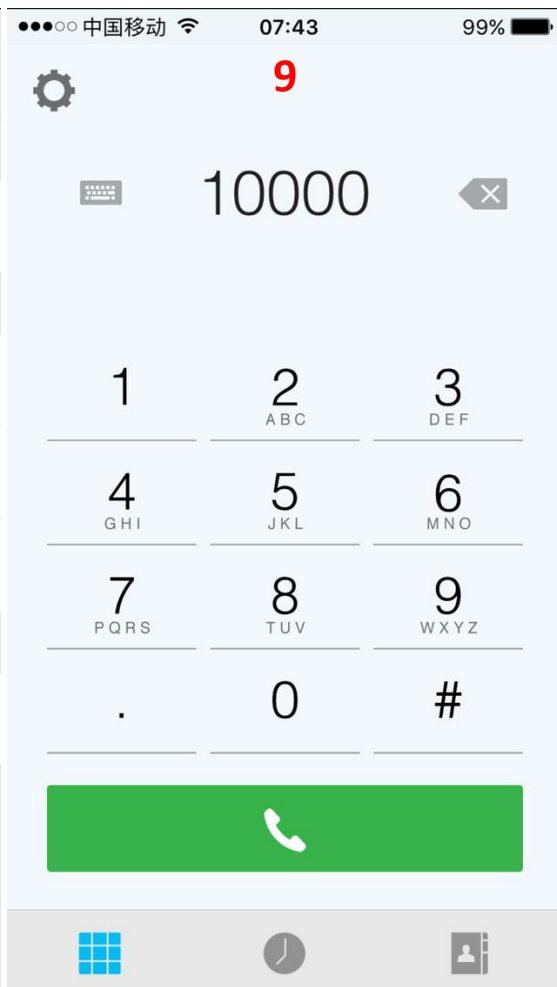 中国移动 07:43 99%
9
10000
1 2 3
ABC DEF
4 5 6
GHI JKL MNO
7 8 9
PQRS TUV WXYZ
. 0 #